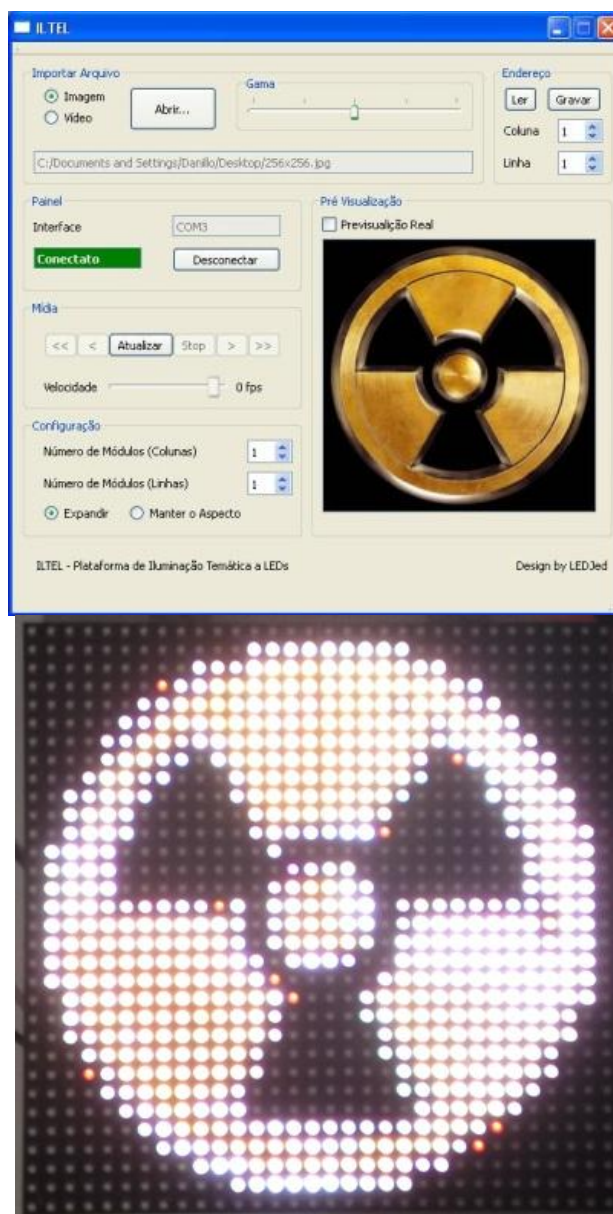 ILTEL
Importar Arquivo
Imagem
Vídeo
Abrir...
Gama
Endereço
Ler Gravar
Coluna 1
Linha 1
C:/Documents and Settings/Danillo/Desktop/256x256.jpg
Painel
Interface COM3
Conectato Desconectar
Mídia
<< < Atualizar Stop > >>
Velocidade 0 fps
Configuração
Número de Módulos (Colunas) 1
Número de Módulos (Linhas) 1
Expandir Manter o Aspecto
Pré Visualização
Previsualição Real
ILTEL - Plataforma de Iluminação Temática a LEDs Design by LEDJed